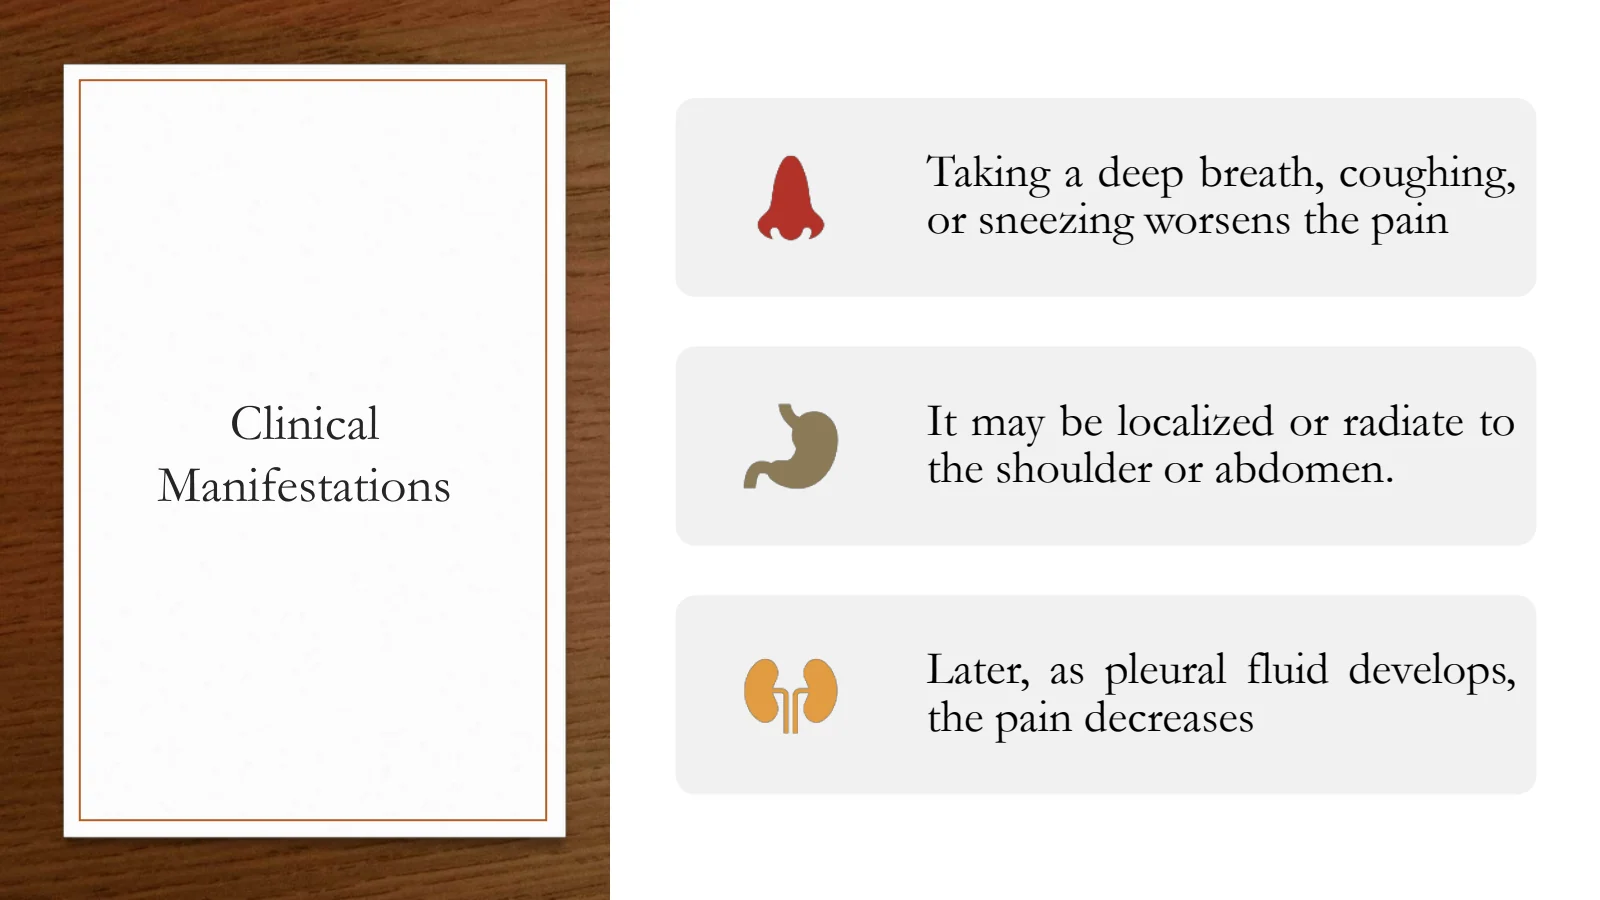 Clinical
Manifestations
Taking a deep breath, coughing,
or sneezing worsens the pain
It may be localized or radiate to
the shoulder or abdomen.
Later, as pleural fluid develops,
the pain decreases